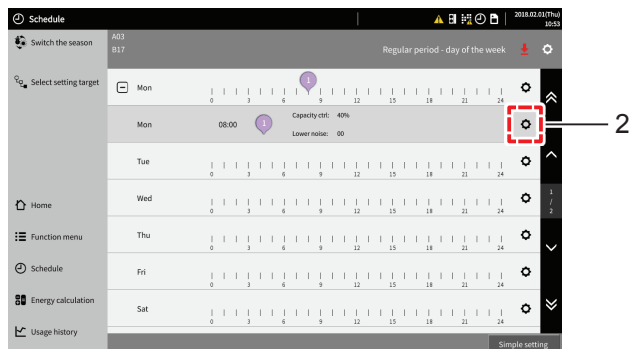 Schedule
2018.02.01(Thu)
10:53
Switch the season
A03
B17
Regular period - day of the week
Select setting target
Mon
1
0 3 6 9 12 15 18 21 24
Mon
08:00
1
Capacity ctrl: 40%
Lower noise: 00
2
Tue
0 3 6 9 12 15 18 21 24
Home
Wed
0 3 6 9 12 15 18 21 24
1
/
2
Function menu
Thu
0 3 6 9 12 15 18 21 24
Schedule
Fri
0 3 6 9 12 15 18 21 24
Energy calculation
Sat
0 3 6 9 12 15 18 21 24
Usage history
Simple setting